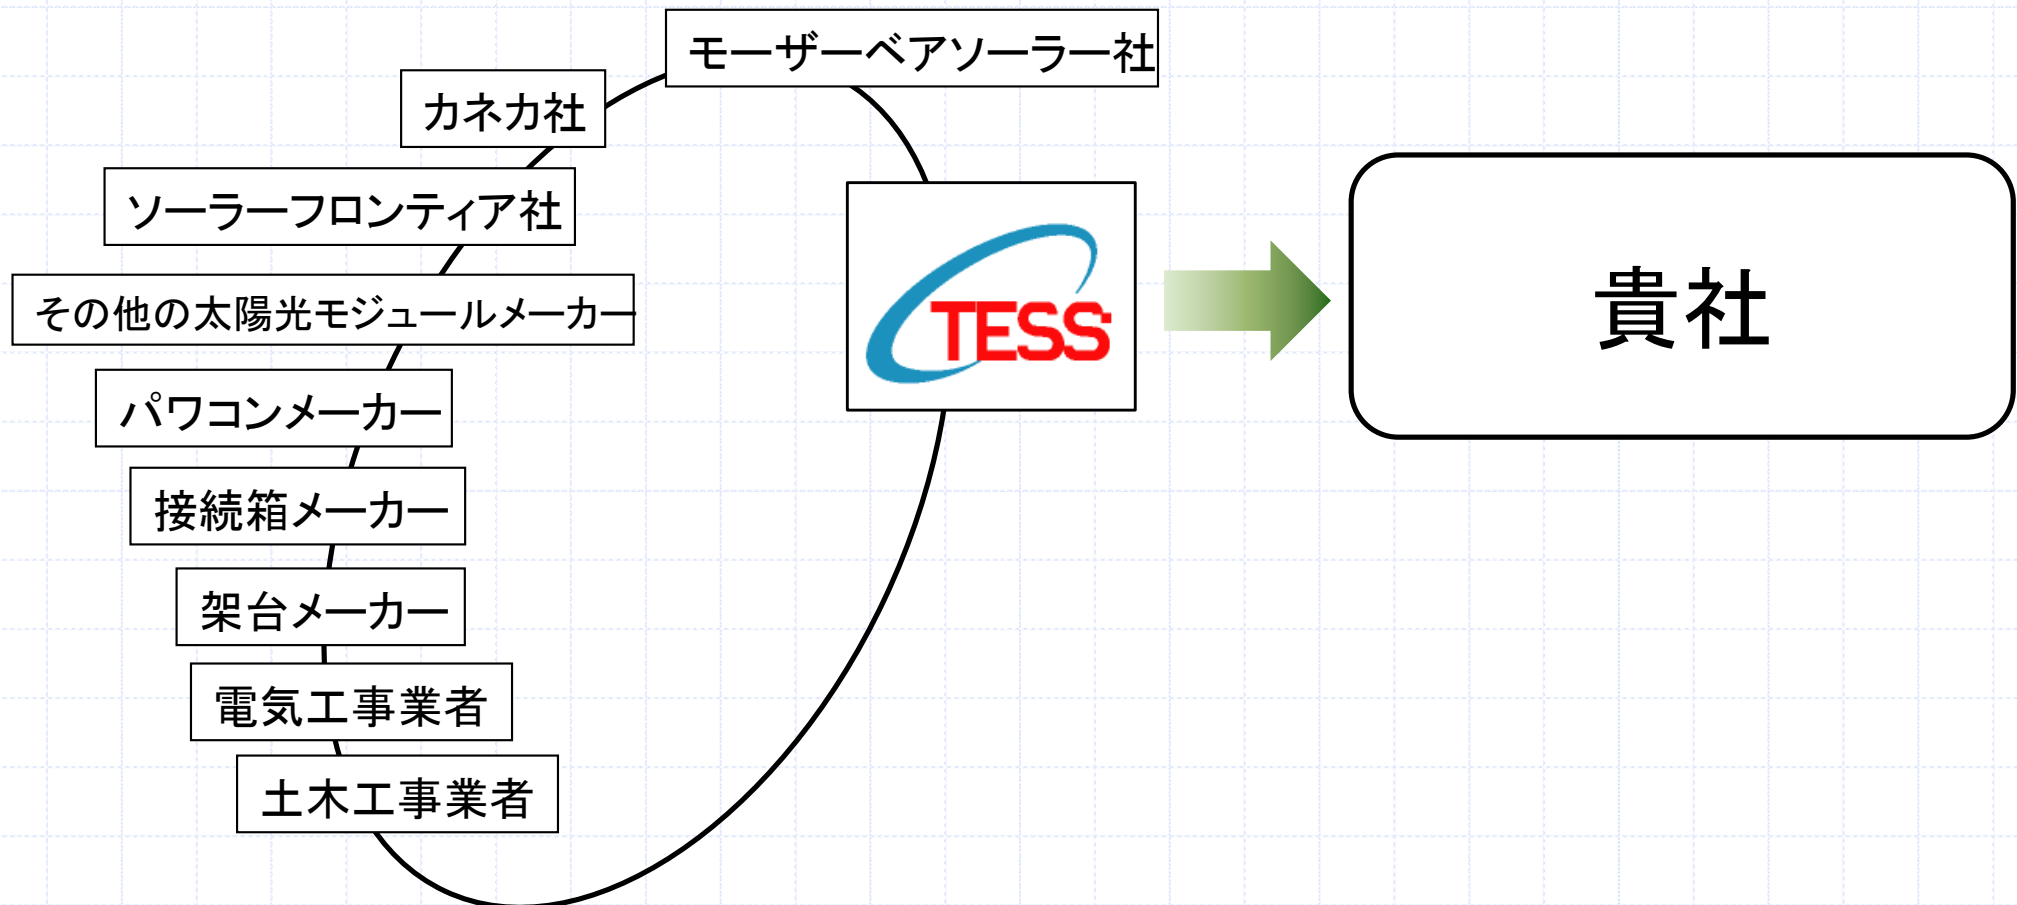 モーザーベアソーラー社
カネカ社
ソーラーフロンティア社
その他の太陽光モジュールメーカー
パワコンメーカー
接続箱メーカー
架台メーカー
電気工事業者
土木工事業者
TESS
貴社